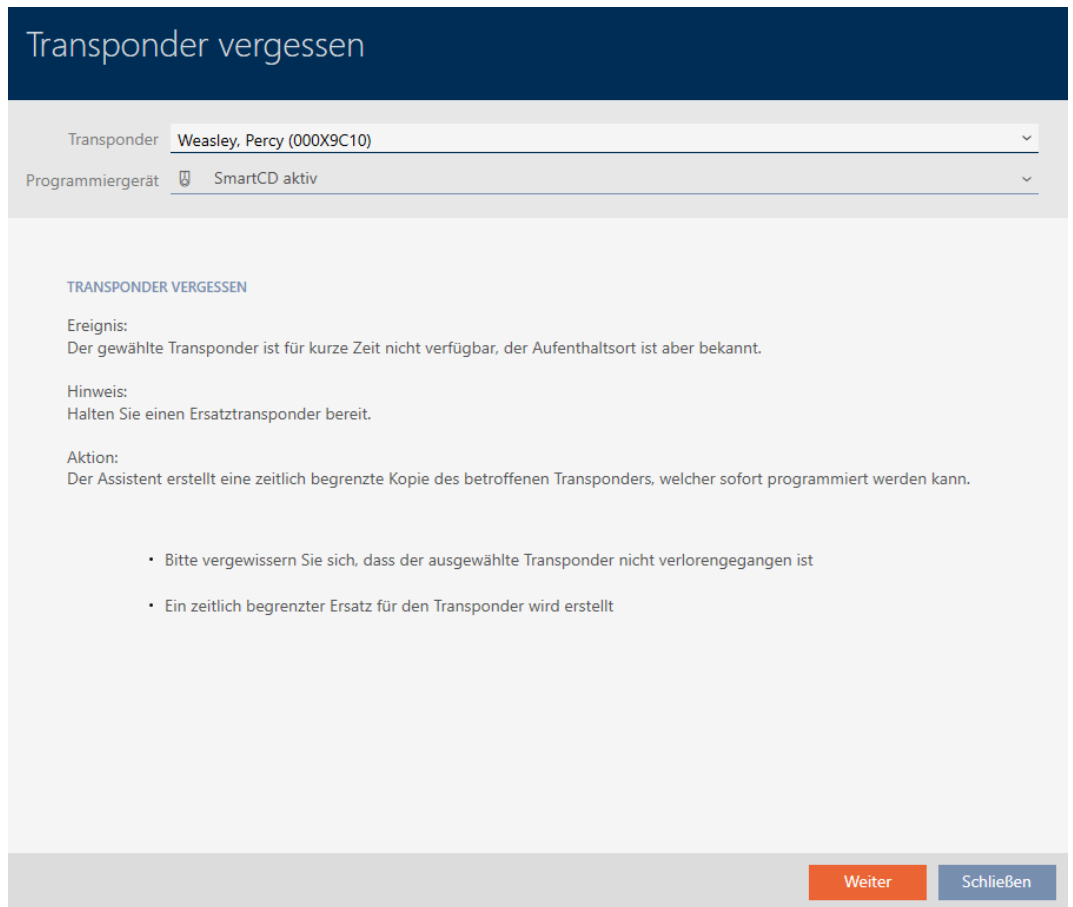 Transponder vergessen
Transponder Weasley, Percy (000X9C10)
Programmiergerät SmartCD aktiv
TRANSPONDER VERGESSEN
Ereignis:
Der gewählte Transponder ist für kurze Zeit nicht verfügbar, der Aufenthaltsort ist aber bekannt.
Hinweis:
Halten Sie einen Ersatztransponder bereit.
Aktion:
Der Assistent erstellt eine zeitlich begrenzte Kopie des betroffenen Transponders, welcher sofort programmiert werden kann.
• Bitte vergewissern Sie sich, dass der ausgewählte Transponder nicht verlorengegangen ist
• Ein zeitlich begrenzter Ersatz für den Transponder wird erstellt
Weiter Schließen